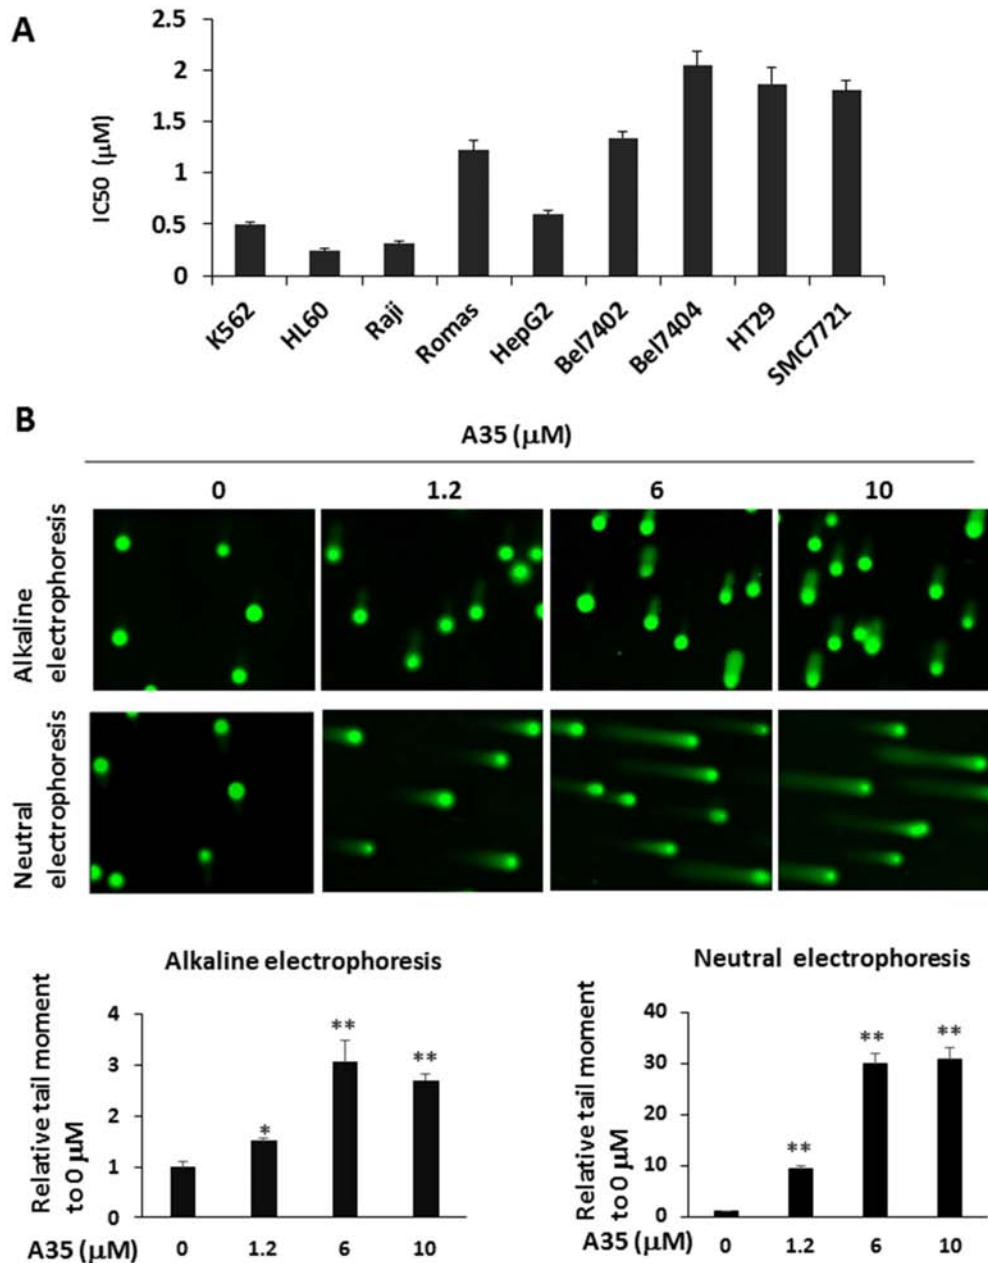 A
2.5
2
1.5
1
0.5
0
IC50 (μM)
K562 HL60 Raji Romas HepG2 Bel7402 Bel7404 HT29 SMC7721
B
A35 (μM)
0 1.2 6 10
Alkaline
electrophoresis
Neutral
electrophoresis
Alkaline electrophoresis
Relative tail moment
to 0 μM
4
3
2
1
0
*
**
**
A35 (μM) 0 1.2 6 10
Neutral electrophoresis
Relative tail moment
to 0 μM
40
30
20
10
0
**
**
**
A35 (μM) 0 1.2 6 10